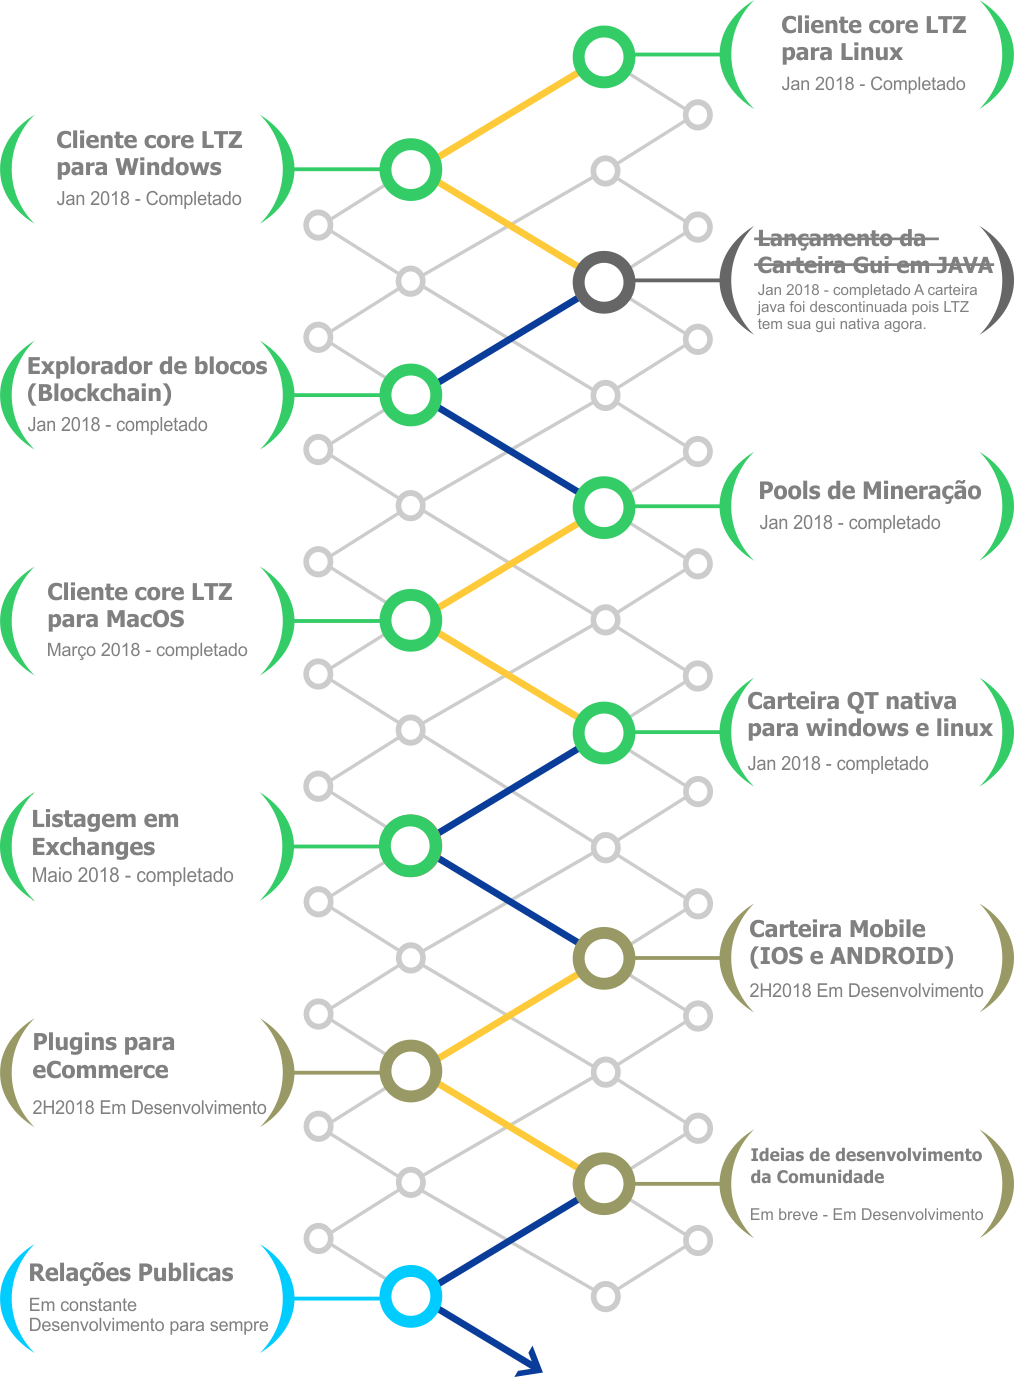 Cliente core LTZ
para Linux
Jan 2018 - Completado
Cliente core LTZ
para Windows
Jan 2018 - Completado
Lançamento da
Carteira Gui em JAVA
Jan 2018 - completado A carteira
java foi descontinuada pois LTZ
tem sua gui nativa agora.
Explorador de blocos
(Blockchain)
Jan 2018 - completado
Pools de Mineração
Jan 2018 - completado
Cliente core LTZ
para MacOS
Março 2018 - completado
Carteira QT nativa
para windows e linux
Jan 2018 - completado
Listagem em
Exchanges
Maio 2018 - completado
Carteira Mobile
(IOS e ANDROID)
2H2018 Em Desenvolvimento
Plugins para
eCommerce
2H2018 Em Desenvolvimento
Ideias de desenvolvimento
da Comunidade
Em breve - Em Desenvolvimento
Relações Publicas
Em constante
Desenvolvimento para sempre